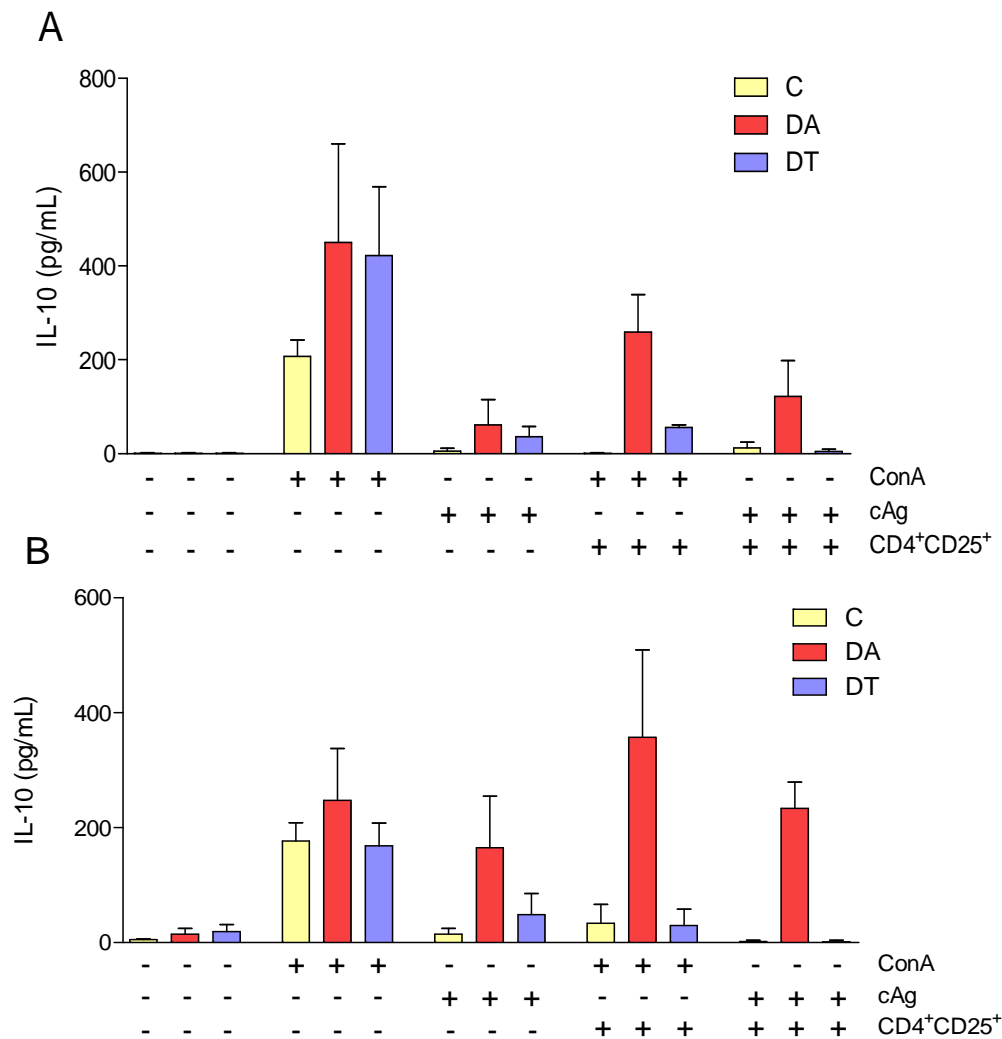 A
800
600
400
200
0
IL-10 (pg/mL)
C
DA
DT
- - - + + + - - - + + + - - - ConA
- - - - - - + + + - - - + + + cAg
- - - - - - - - - + + + + + + CD4⁺CD25⁺
B
600
400
200
0
IL-10 (pg/mL)
C
DA
DT
- - - + + + - - - + + + - - - ConA
- - - - - - + + + - - - + + + cAg
- - - - - - - - - + + + + + + CD4⁺CD25⁺